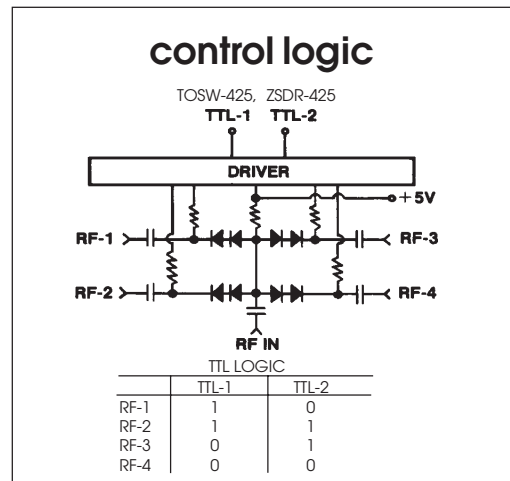 control logic
TOSW-425, ZSDR-425
TTL-1 TTL-2
DRIVER
+5V
RF-1 RF-3
RF-2 RF-4
RF IN
TTL LOGIC
TTL-1 TTL-2
RF-1 1 0
RF-2 1 1
RF-3 0 1
RF-4 0 0